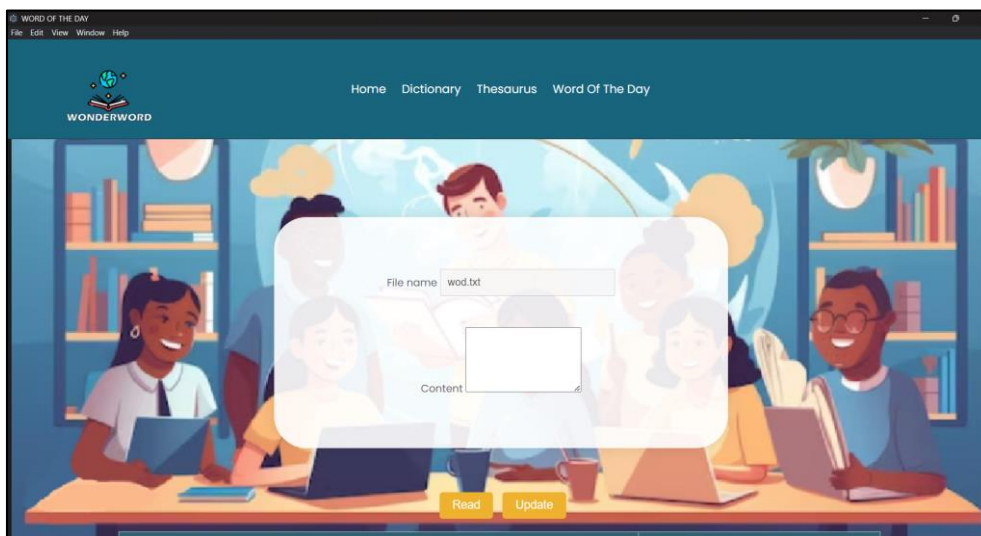 WORD OF THE DAY
File Edit View Window Help
WONDERWORD
Home Dictionary Thesaurus Word Of The Day
File name wod.txt
Content
Read Update